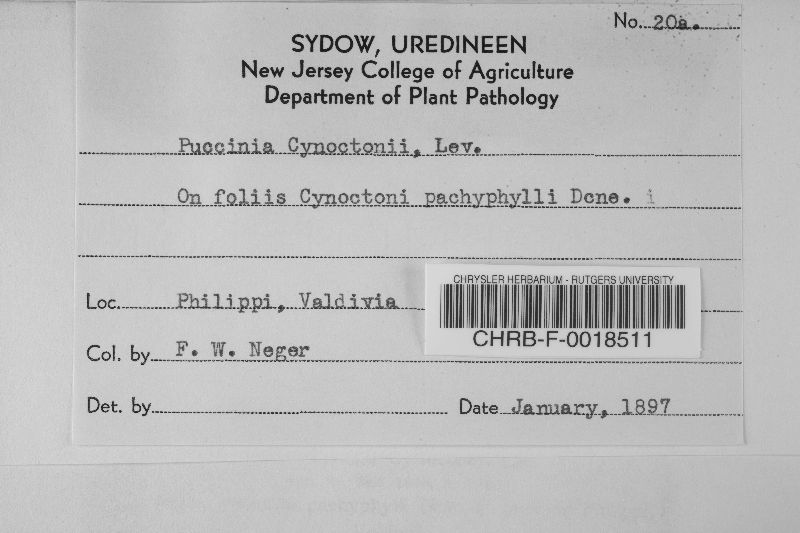 No. 20a.
SYDOW, UREDINEEN
New Jersey College of Agriculture
Department of Plant Pathology
Puccinia Cynoctonii, Lev.
On foliis Cynoctoni pachyphylli Dcne. i
CHRYSLER HERBARIUM - RUTGERS UNIVERSITY
Loc. Philippi, Valdivia
CHRB-F-0018511
Col. by F. W. Neger
Det. by Date January, 1897